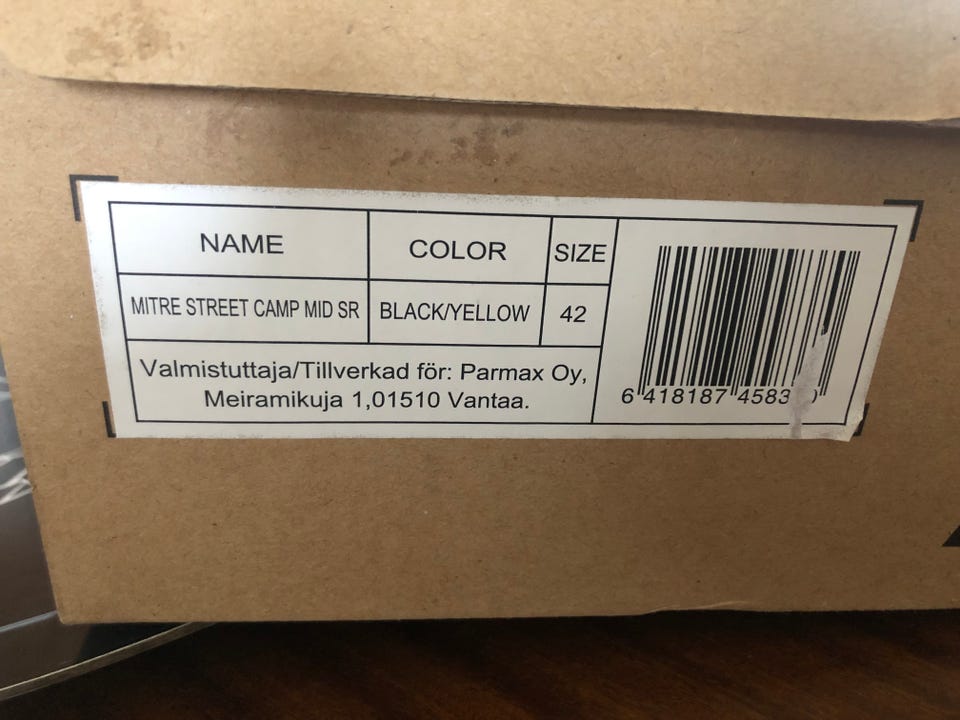 NAME COLOR SIZE
MITRE STREET CAMP MID SR BLACK/YELLOW 42
Valmistuttaja/Tillverkad för: Parmax Oy,
Meiramikuja 1,01510 Vantaa.
6 418187